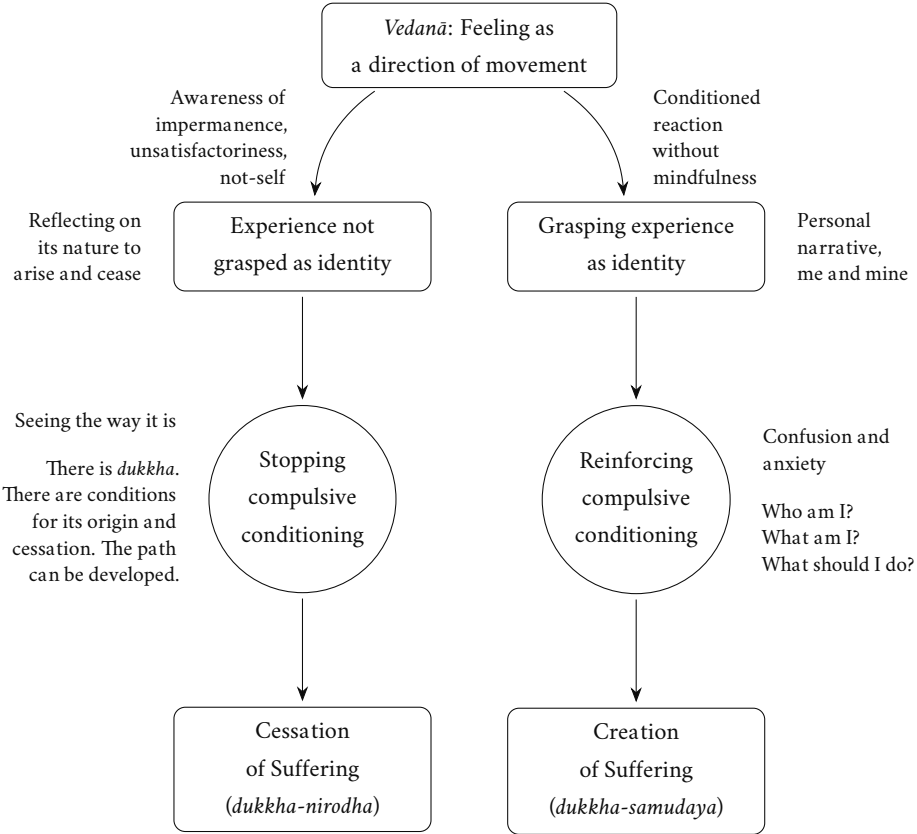 Vedanā: Feeling as
a direction of movement
Awareness of
impermanence,
unsatisfactoriness,
not-self
Conditioned
reaction
without
mindfulness
Reflecting on
its nature to
arise and cease
Experience not
grasped as identity
Grasping experience
as identity
Personal
narrative,
me and mine
Seeing the way it is
There is dukkha.
There are conditions
for its origin and
cessation. The path
can be developed.
Stopping
compulsive
conditioning
Reinforcing
compulsive
conditioning
Confusion and
anxiety
Who am I?
What am I?
What should I do?
Cessation
of Suffering
(dukkha-nirodha)
Creation
of Suffering
(dukkha-samudaya)